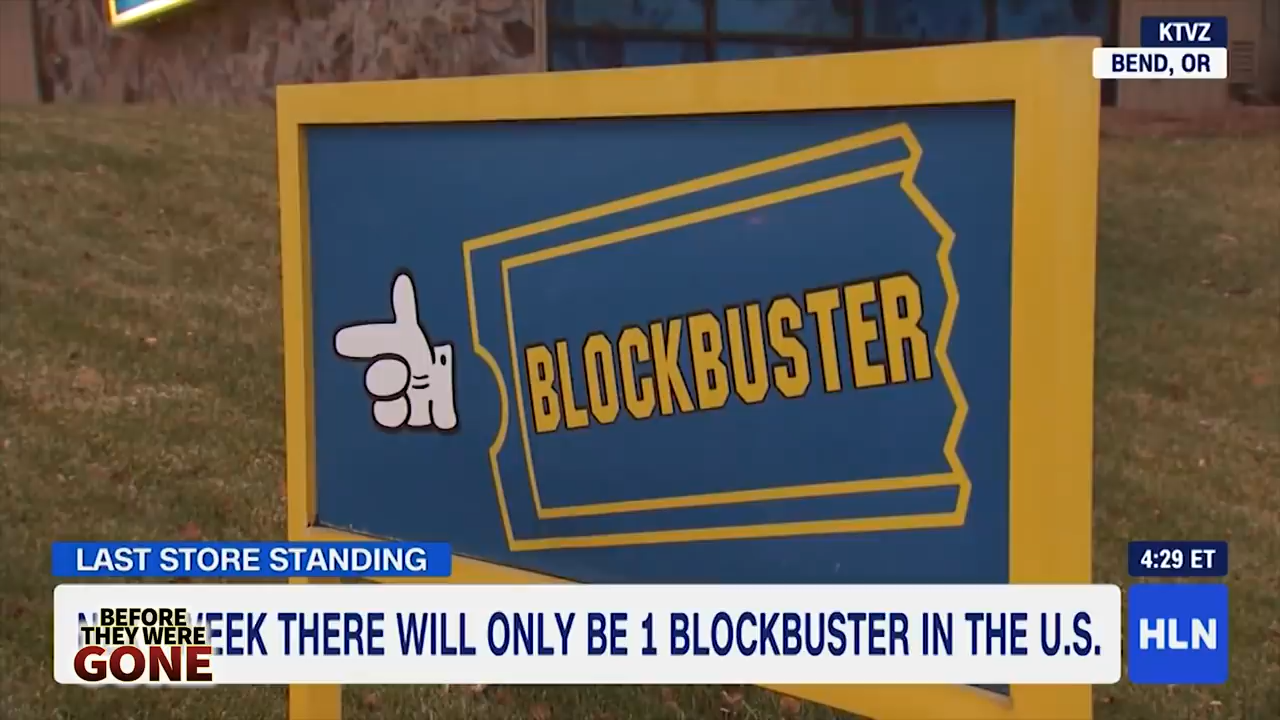 KTVZ
BEND, OR
BLOCKBUSTER
LAST STORE STANDING
4:29 ET
EEK THERE WILL ONLY BE 1 BLOCKBUSTER IN THE U.S.
HLN
BEFORE
THEY WERE
GONE